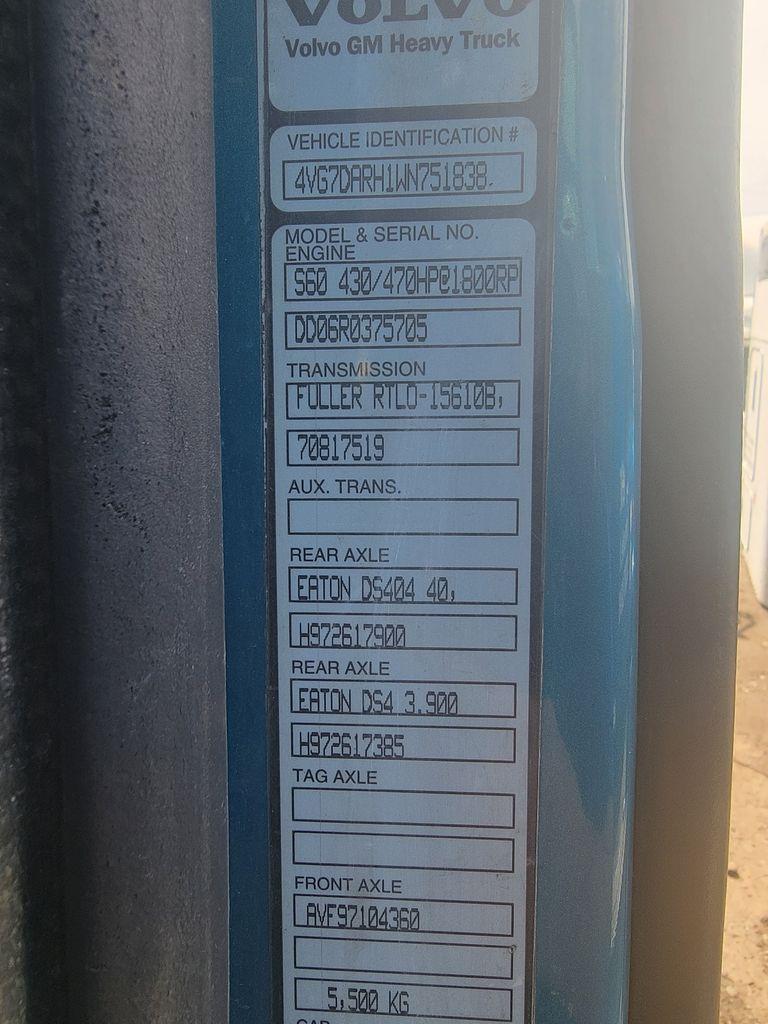 VOLVO
Volvo GM Heavy Truck
VEHICLE IDENTIFICATION #
4VG7DARH1WN751838.
MODEL & SERIAL NO.
ENGINE
S60 430/470HP@1800RP
DD06R0375705
TRANSMISSION
FULLER RTLO-15610B,
70817519
AUX. TRANS.
REAR AXLE
EATON DS404 40,
H972617900
REAR AXLE
EATON DS4 3.900
H972617385
TAG AXLE
FRONT AXLE
AVF97104360
5,500 KG